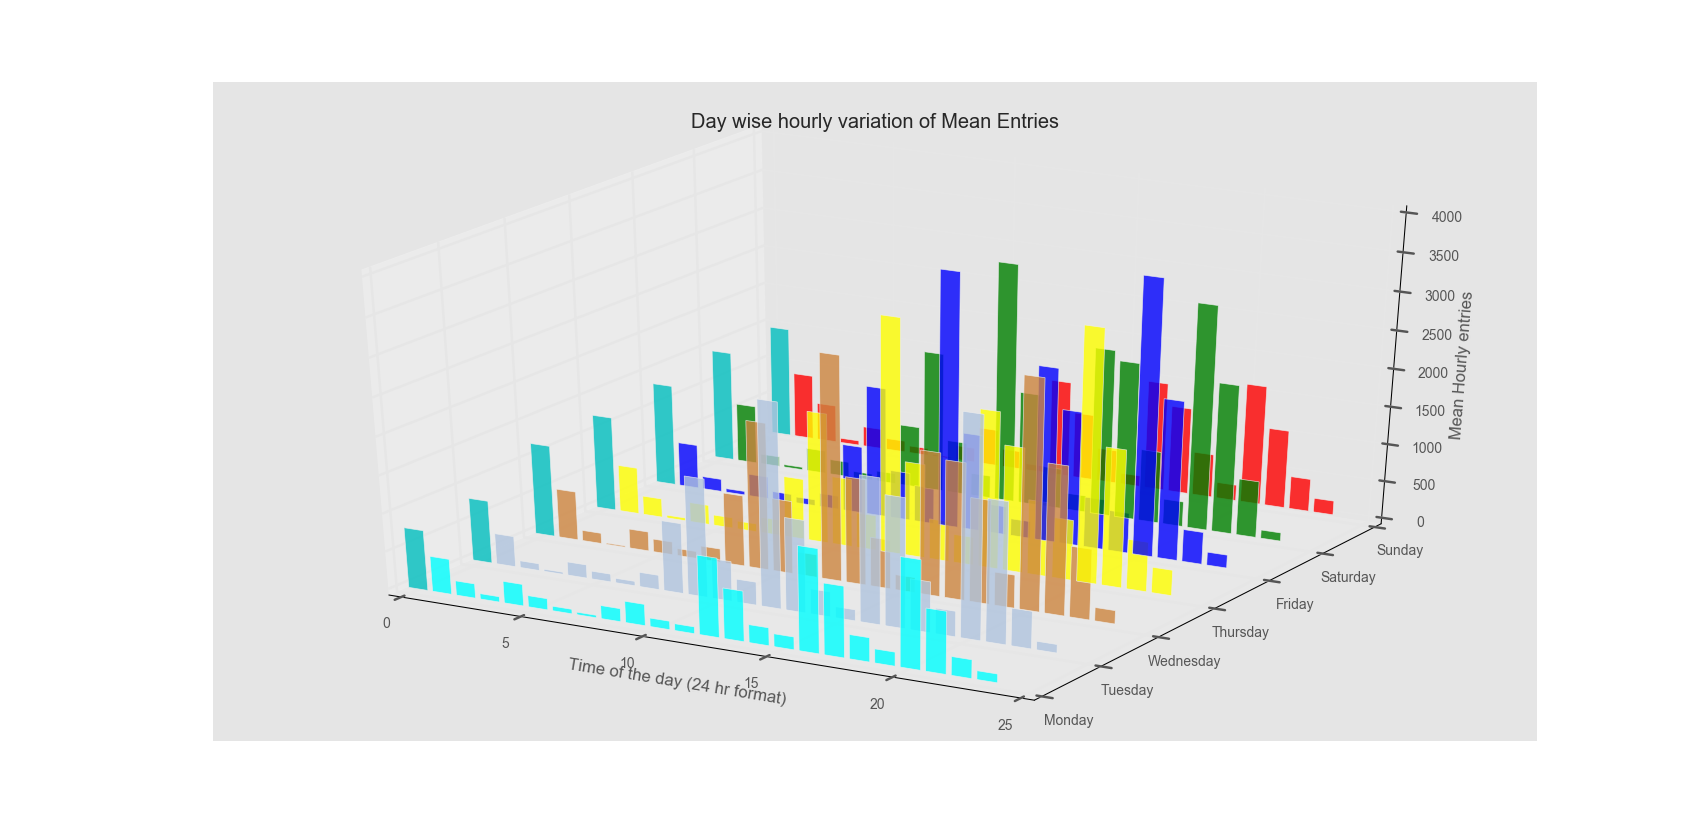 Day wise hourly variation of Mean Entries
4000
3500
3000
2500
2000
1500
1000
500
0
Mean Hourly entries
Sunday
Saturday
Friday
Thursday
Wednesday
Tuesday
Monday
0
5
10
15
20
25
Time of the day (24 hr format)